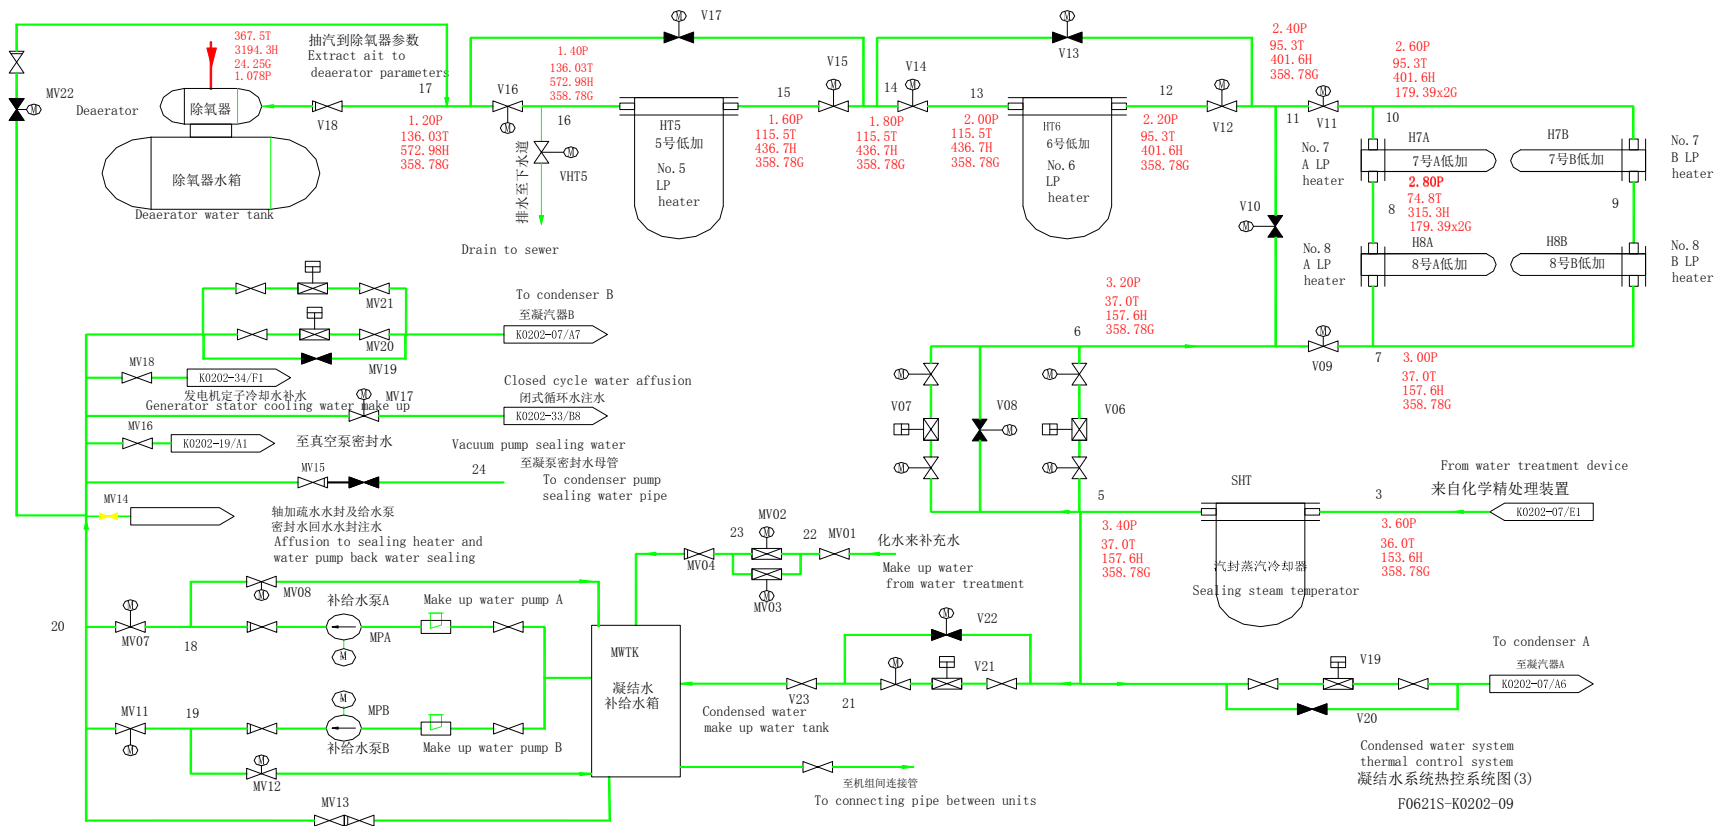 367.5T
3194.3H
24.25G
1.078P
抽汽到除氧器参数
Extract ait to
deaerator parameters
MV22
Deaerator
除氧器
除氧器水箱
Deaerator water tank
V18
17
1.20P
136.03T
572.98H
358.78G
V16
M
16
1.40P
136.03T
572.98H
358.78G
M
V17
排水至下水道
M
VHT5
Drain to sewer
HT5
5号低加
No.5
LP
heater
15
1.60P
115.5T
436.7H
358.78G
V15
M
14
V14
M
1.80P
115.5T
436.7H
358.78G
13
2.00P
115.5T
436.7H
358.78G
M
V13
HT6
6号低加
No.6
LP
heater
12
2.20P
95.3T
401.6H
358.78G
M
V12
2.40P
95.3T
401.6H
358.78G
11
M
V11
2.60P
95.3T
401.6H
179.39x2G
10
H7A
H7B
7号A低加
7号B低加
No.7
A LP
heater
No.7
B LP
heater
2.80P
74.8T
315.3H
179.39x2G
8
9
H8A
H8B
8号A低加
8号B低加
No.8
A LP
heater
No.8
B LP
heater
V10
M
3.20P
37.0T
157.6H
358.78G
6
M
V09
7
3.00P
37.0T
157.6H
358.78G
MV21
MV20
MV19
To condenser B
至凝汽器B
K0202-07/A7
MV18
K0202-34/F1
发电机定子冷却水补水
Generator stator cooling water make up
M
MV17
Closed cycle water affusion
闭式循环水注水
K0202-33/B8
MV16
K0202-19/A1
至真空泵密封水
Vacuum pump sealing water
MV15
24
至凝泵密封水母管
To condenser pump
sealing water pipe
MV14
轴加疏水水封及给水泵
密封水回水水封注水
Affusion to sealing heater and
water pump back water sealing
M
V07
M
V08
M
M
V06
M
5
3.40P
37.0T
157.6H
358.78G
SHT
汽封蒸汽冷却器
Sealing steam temperator
3
From water treatment device
来自化学精处理装置
K0202-07/E1
3.60P
36.0T
153.6H
358.78G
MV02
M
23
22
MV01
MV04
M
MV03
化水来补充水
Make up water
from water treatment
M
MV08
20
M
MV07
18
补给水泵A
MPA
M
Make up water pump A
MV11
M
19
M
MPB
补给水泵B
Make up water pump B
M
MV12
MV13
MWTK
凝结水
补给水箱
V23
21
Condensed water
make up water tank
M
V22
M
V21
至机组间连接管
To connecting pipe between units
V19
V20
To condenser A
至凝汽器A
K0202-07/A6
Condensed water system
thermal control system
凝结水系统热控系统图(3)
F0621S-K0202-09